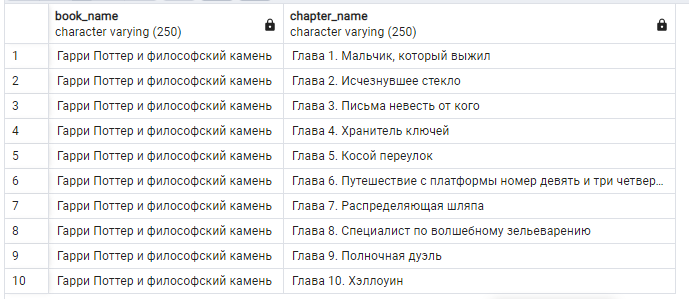 book_name chapter_name
character varying (250) character varying (250)
1 Гарри Поттер и философский камень Глава 1. Мальчик, который выжил
2 Гарри Поттер и философский камень Глава 2. Исчезнувшее стекло
3 Гарри Поттер и философский камень Глава 3. Письма невесть от кого
4 Гарри Поттер и философский камень Глава 4. Хранитель ключей
5 Гарри Поттер и философский камень Глава 5. Косой переулок
6 Гарри Поттер и философский камень Глава 6. Путешествие с платформы номер девять и три четвер...
7 Гарри Поттер и философский камень Глава 7. Распределяющая шляпа
8 Гарри Поттер и философский камень Глава 8. Специалист по волшебному зельеварению
9 Гарри Поттер и философский камень Глава 9. Полночная дуэль
10 Гарри Поттер и философский камень Глава 10. Хэллоуин